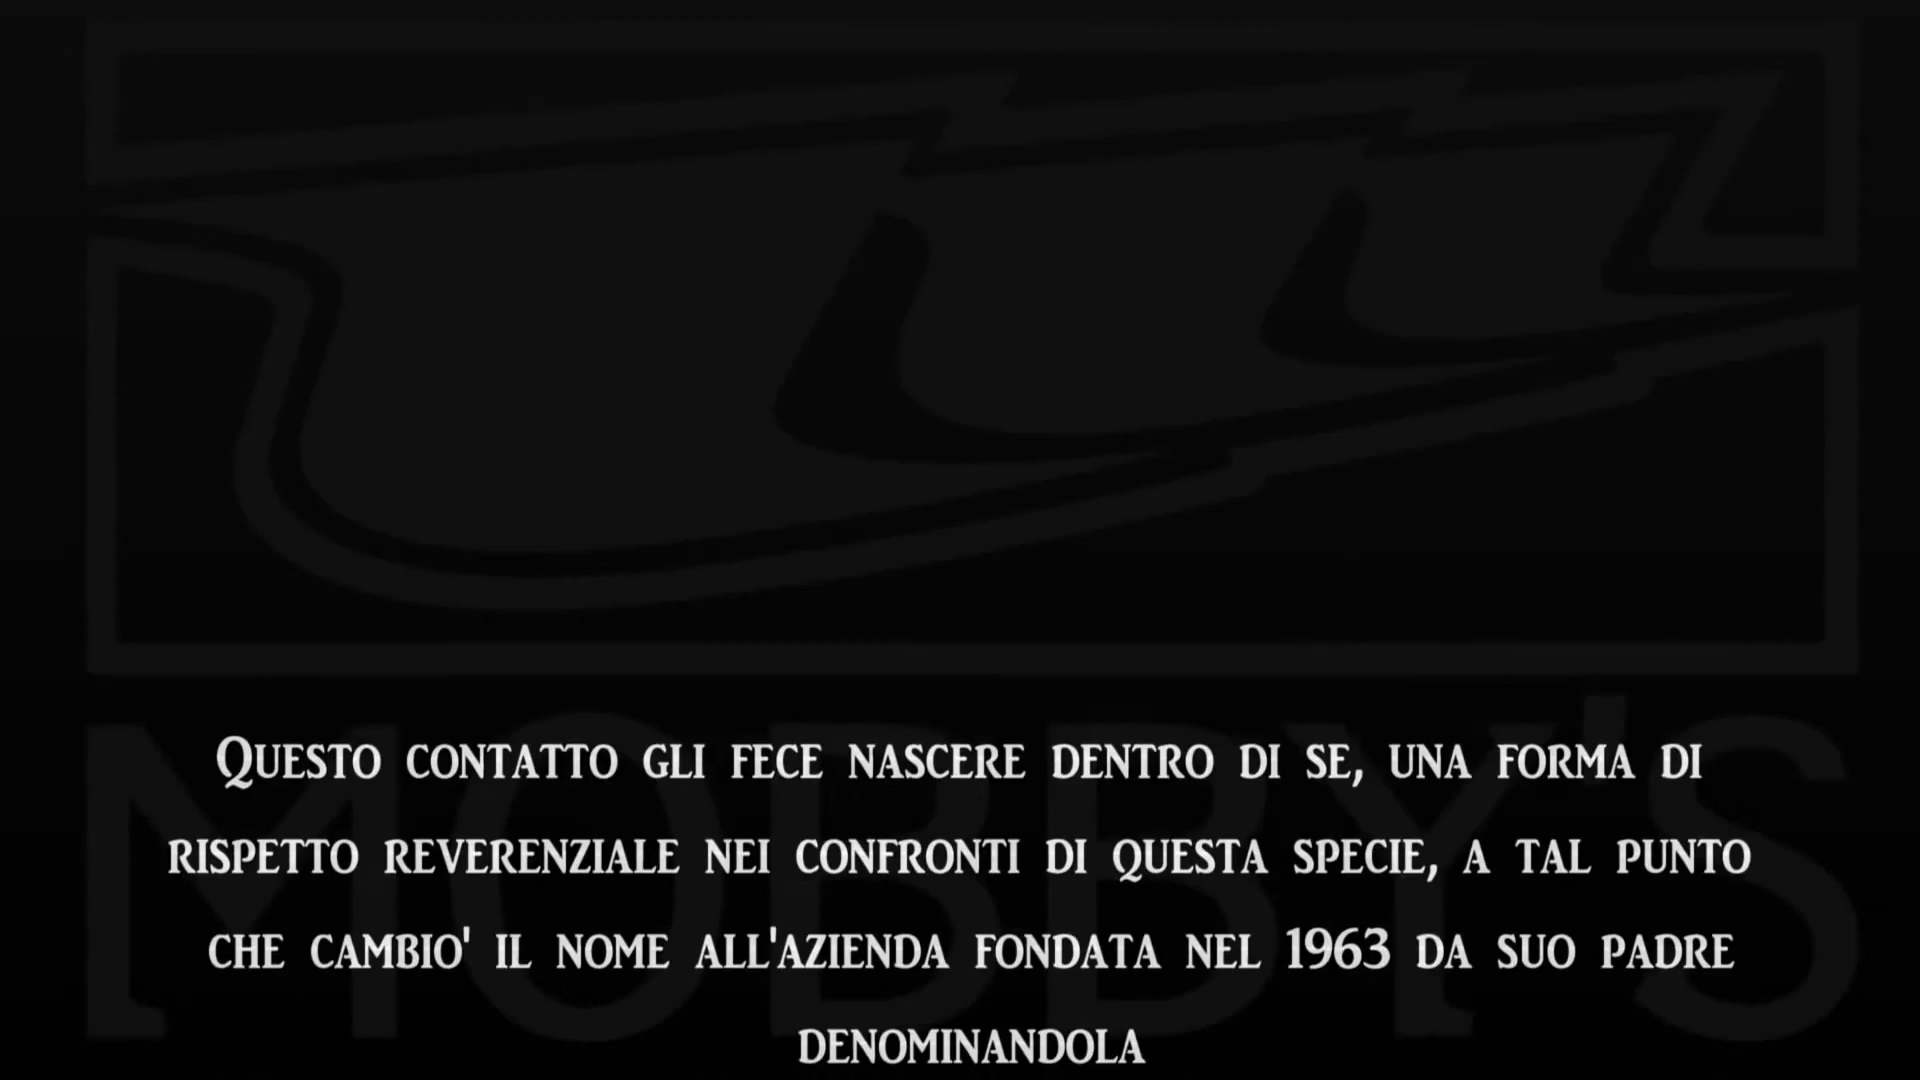 Questo contatto gli fece nascere dentro di se, una forma di
rispetto reverenziale nei confronti di questa specie, a tal punto
che cambio' il nome all'azienda fondata nel 1963 da suo padre
denominandola
MOBBY'S